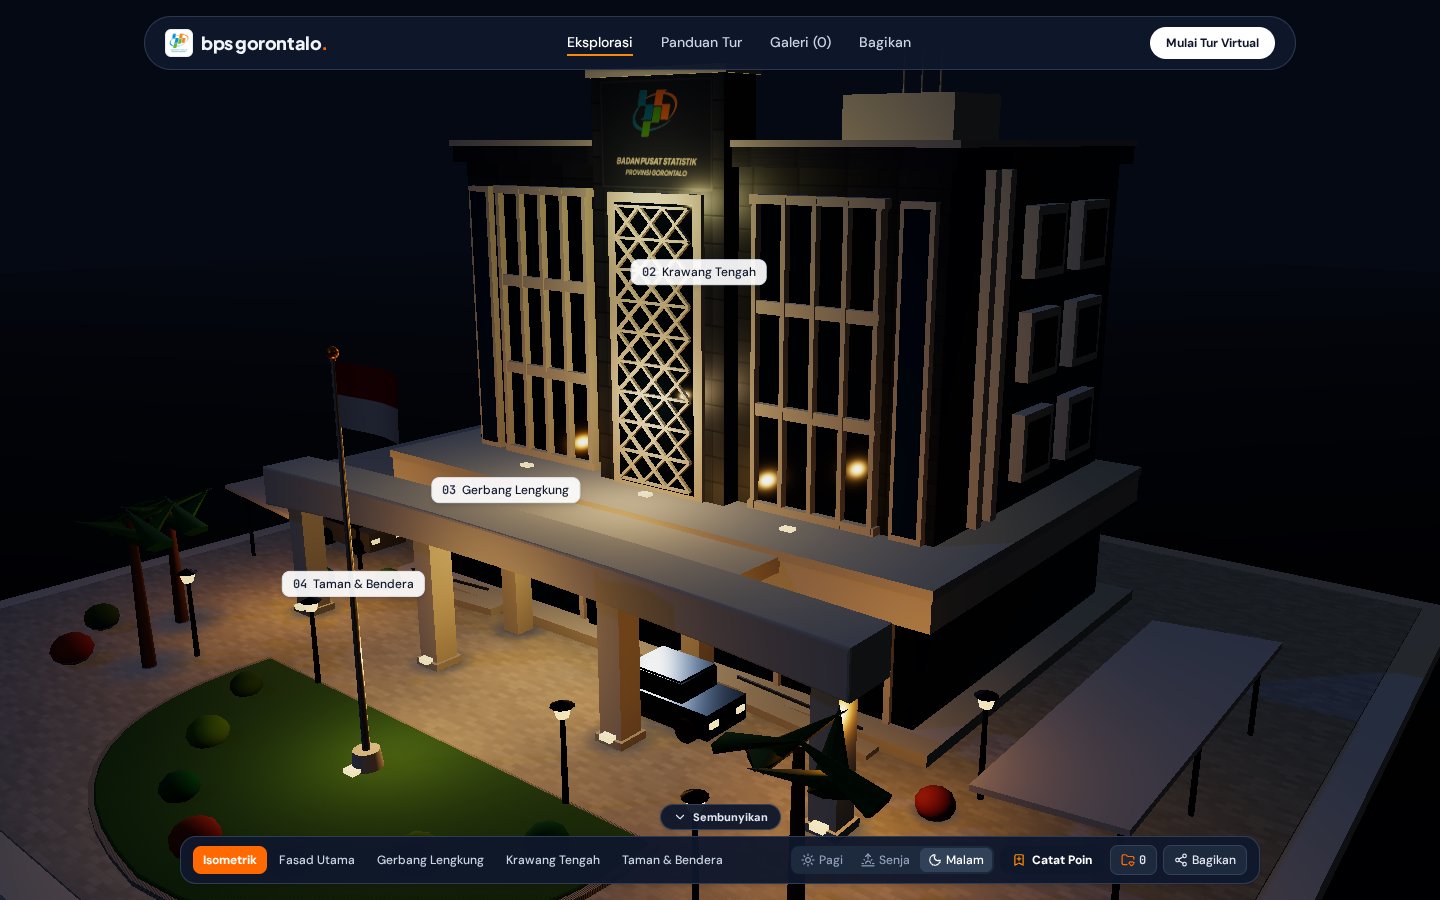 bpsgorontalo.
Eksplorasi
Panduan Tur
Galeri (0)
Bagikan
Mulai Tur Virtual
BADAN PUSAT STATISTIK
PROVINSI GORONTALO
02 Krawang Tengah
03 Gerbang Lengkung
04 Taman & Bendera
Sembunyikan
Isometrik
Fasad Utama
Gerbang Lengkung
Krawang Tengah
Taman & Bendera
Pagi
Senja
Malam
Catat Poin
0
Bagikan